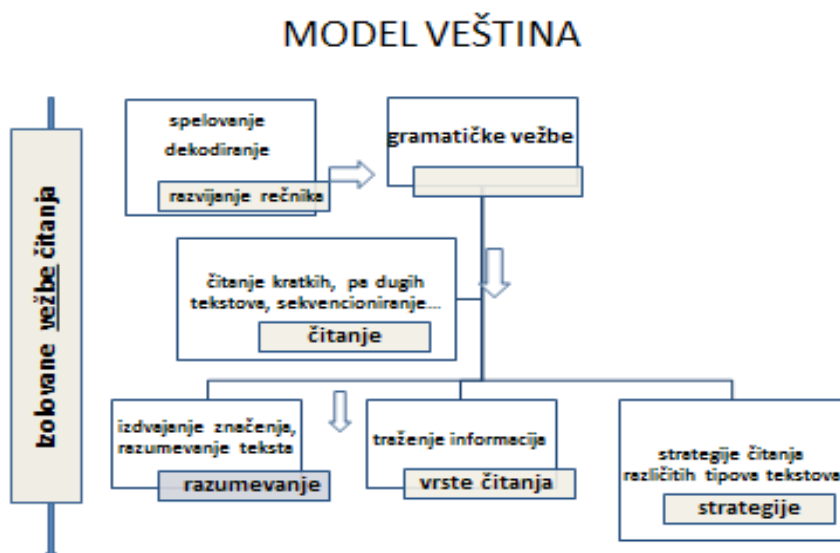 MODEL VEŠTINA
Izolovane vežbe čitanja
spelovanje
dekodiranje
razvijanje rečnika
gramatičke vežbe
čitanje kratkih, pa dugih
tekstova, sekvencioniranje...
čitanje
izdvajanje značenja,
razumevanje teksta
razumevanje
traženje informacija
vrste čitanja
strategije čitanja
različitih tipova tekstova
strategije